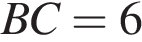 BC = 6